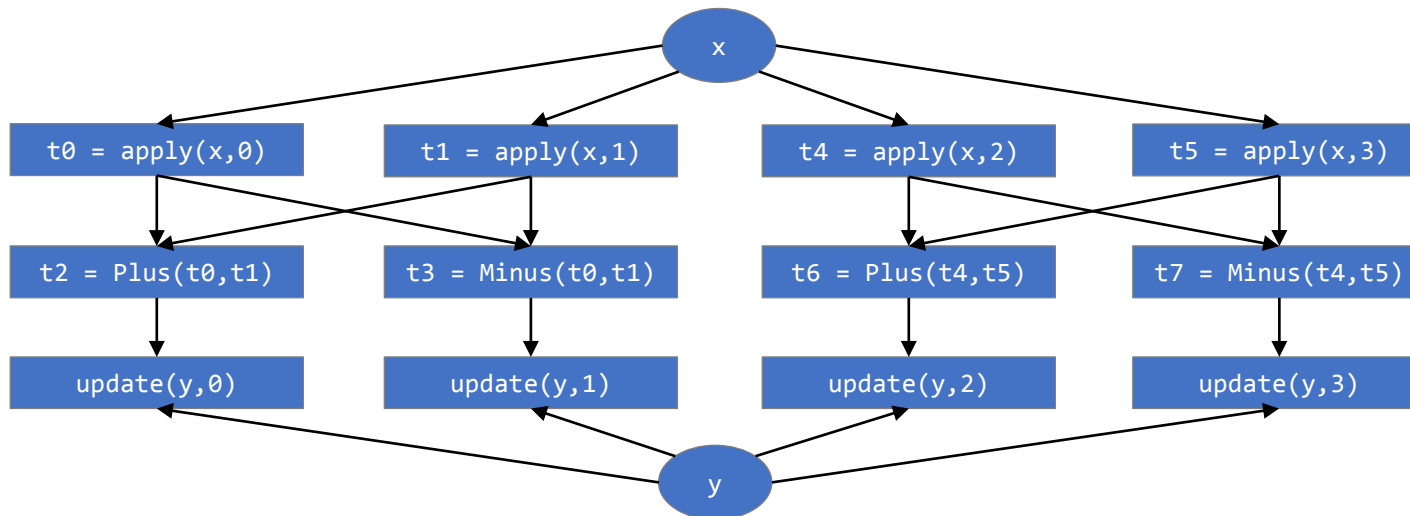 x
t0 = apply(x,0)
t1 = apply(x,1)
t4 = apply(x,2)
t5 = apply(x,3)
t2 = Plus(t0,t1)
t3 = Minus(t0,t1)
t6 = Plus(t4,t5)
t7 = Minus(t4,t5)
update(y,0)
update(y,1)
update(y,2)
update(y,3)
y